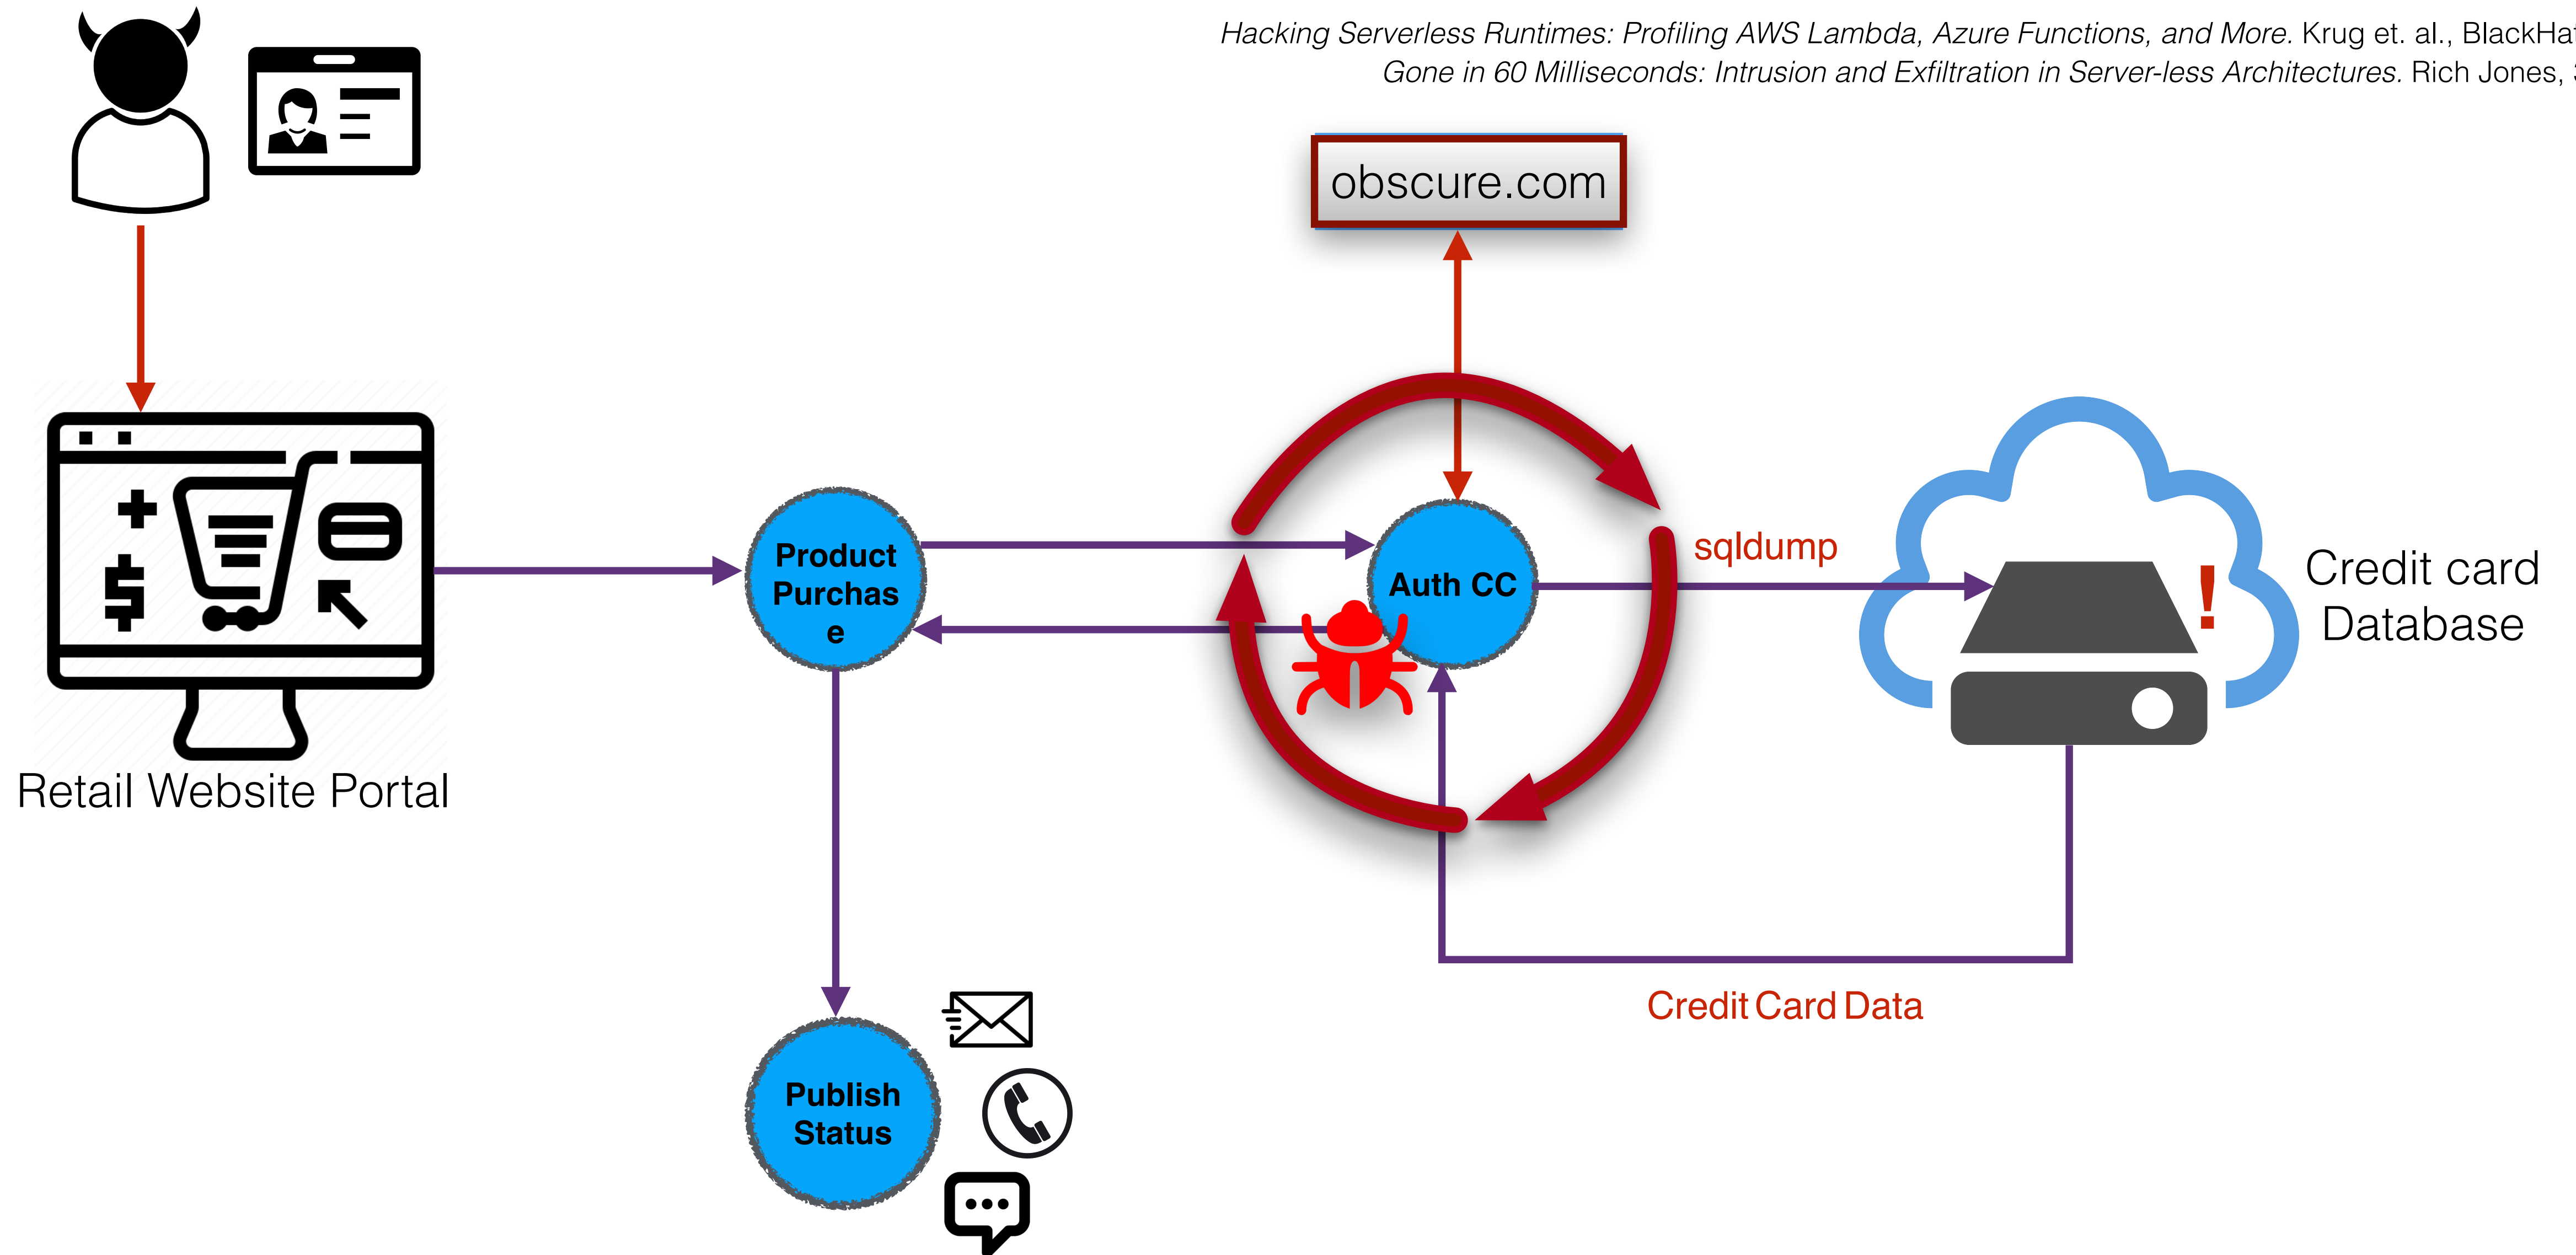 Hacking Serverless Runtimes: Profiling AWS Lambda, Azure Functions, and More. Krug et. al., BlackHat
Gone in 60 Milliseconds: Intrusion and Exfiltration in Server-less Architectures. Rich Jones,
obscure.com
Product
Purchas
e
Auth CC
sqldump
Credit card
Database
Retail Website Portal
Credit Card Data
Publish
Status